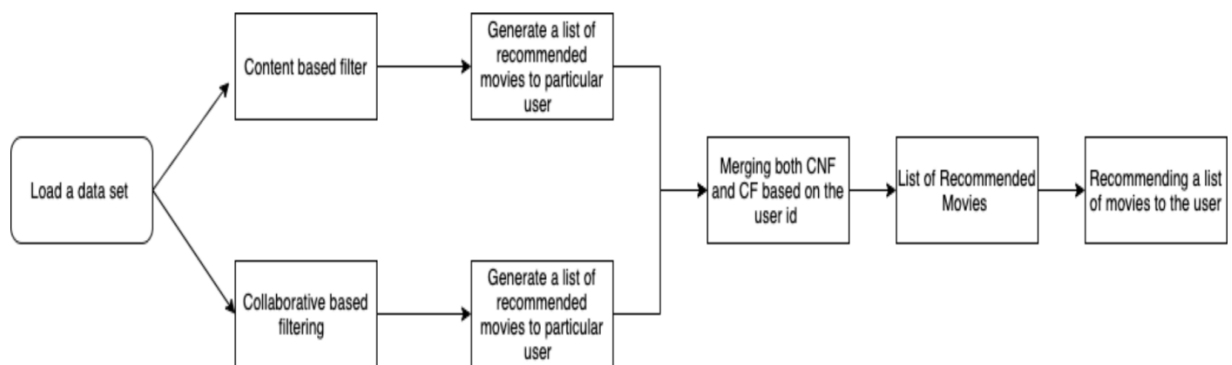 Load a data set
Content based filter
Generate a list of
recommended
movies to particular
user
Collaborative based
filtering
Generate a list of
recommended
movies to particular
user
Merging both CNF
and CF based on the
user id
List of Recommended
Movies
Recommending a list
of movies to the user